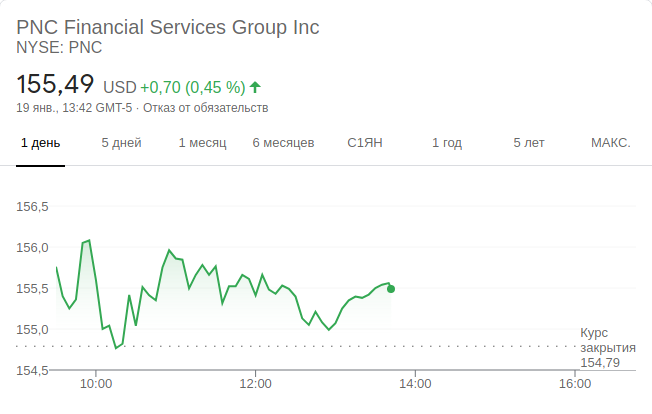 PNC Financial Services Group Inc
NYSE: PNC
155,49 USD +0,70 (0,45 %)
19 янв., 13:42 GMT-5 · Отказ от обязательств
1 день 5 дней 1 месяц 6 месяцев С1ЯН 1 год 5 лет МАКС.
156,5
156,0
155,5
155,0
Курс
закрытия
154,79
154,5
10:00 12:00 14:00 16:00